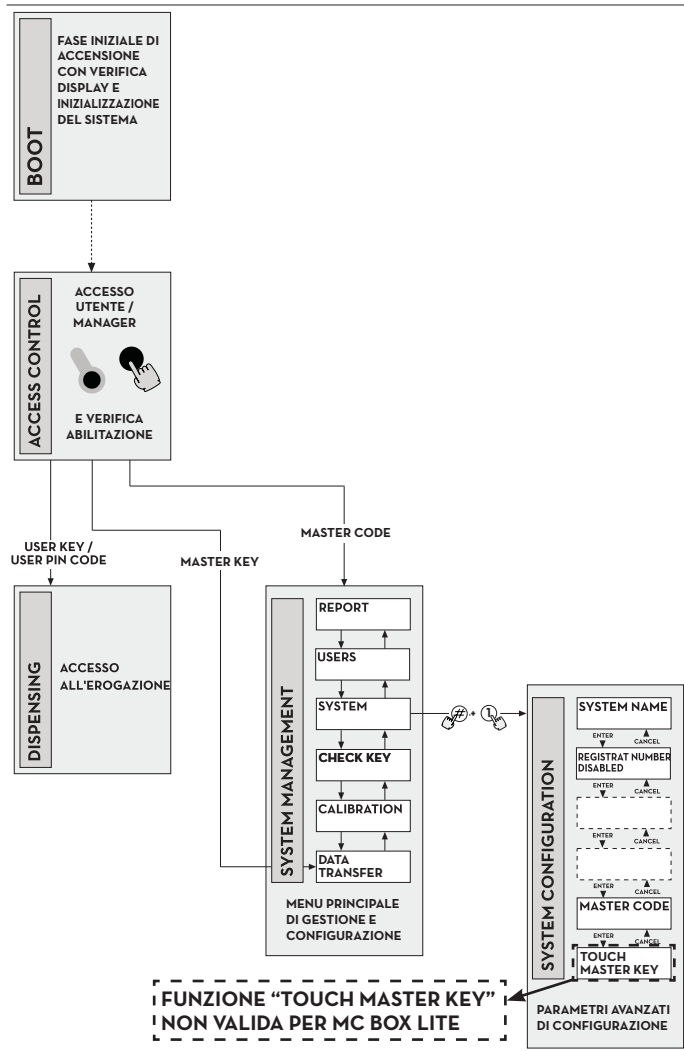 BOOT
FASE INIZIALE DI
ACCENSIONE
CON VERIFICA
DISPLAY E
INIZIALIZZAZIONE
DEL SISTEMA
ACCESS CONTROL
ACCESSO
UTENTE /
MANAGER
E VERIFICA
ABILITAZIONE
USER KEY /
USER PIN CODE
MASTER KEY
MASTER CODE
DISPENSING
ACCESSO
ALL'EROGAZIONE
SYSTEM MANAGEMENT
REPORT
USERS
SYSTEM
CHECK KEY
CALIBRATION
DATA
TRANSFER
MENU PRINCIPALE
DI GESTIONE E
CONFIGURAZIONE
# + 1
SYSTEM CONFIGURATION
SYSTEM NAME
ENTER CANCEL
REGISTRAT NUMBER
DISABLED
ENTER CANCEL
ENTER CANCEL
ENTER CANCEL
MASTER CODE
ENTER CANCEL
TOUCH
MASTER KEY
PARAMETRI AVANZATI
DI CONFIGURAZIONE
FUNZIONE “TOUCH MASTER KEY”
NON VALIDA PER MC BOX LITE